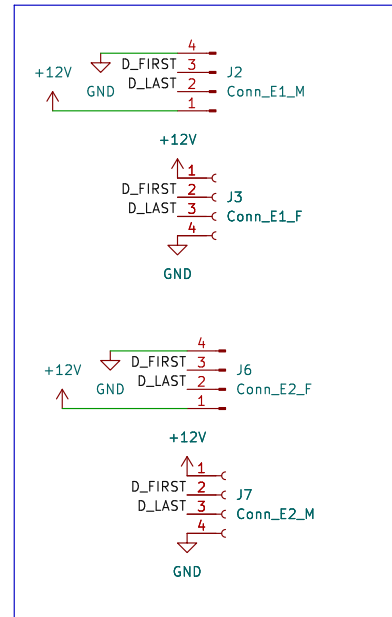 4
D_FIRST 3 J2
+12V
D_LAST 2
GND Conn_E1_M
1
+12V
1
D_FIRST 2 J3
D_LAST 3 Conn_E1_F
4
GND
4
D_FIRST 3 J6
+12V
D_LAST 2
GND Conn_E2_F
1
+12V
1
D_FIRST 2 J7
D_LAST 3 Conn_E2_M
4
GND